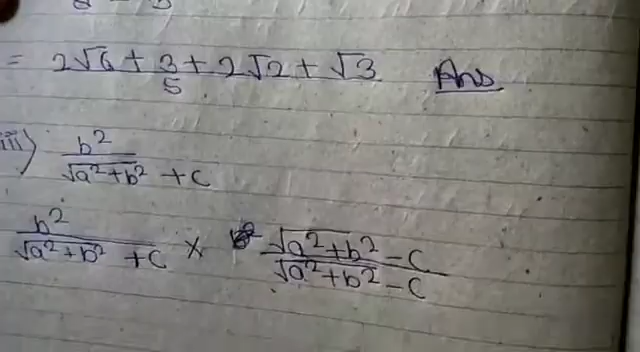 = 2√6 + 3 + 2√2 + √3 Ans
5
iii) b²
√a²+b² + c
b² × √a²+b² - c
√a²+b² + c √a²+b² - c